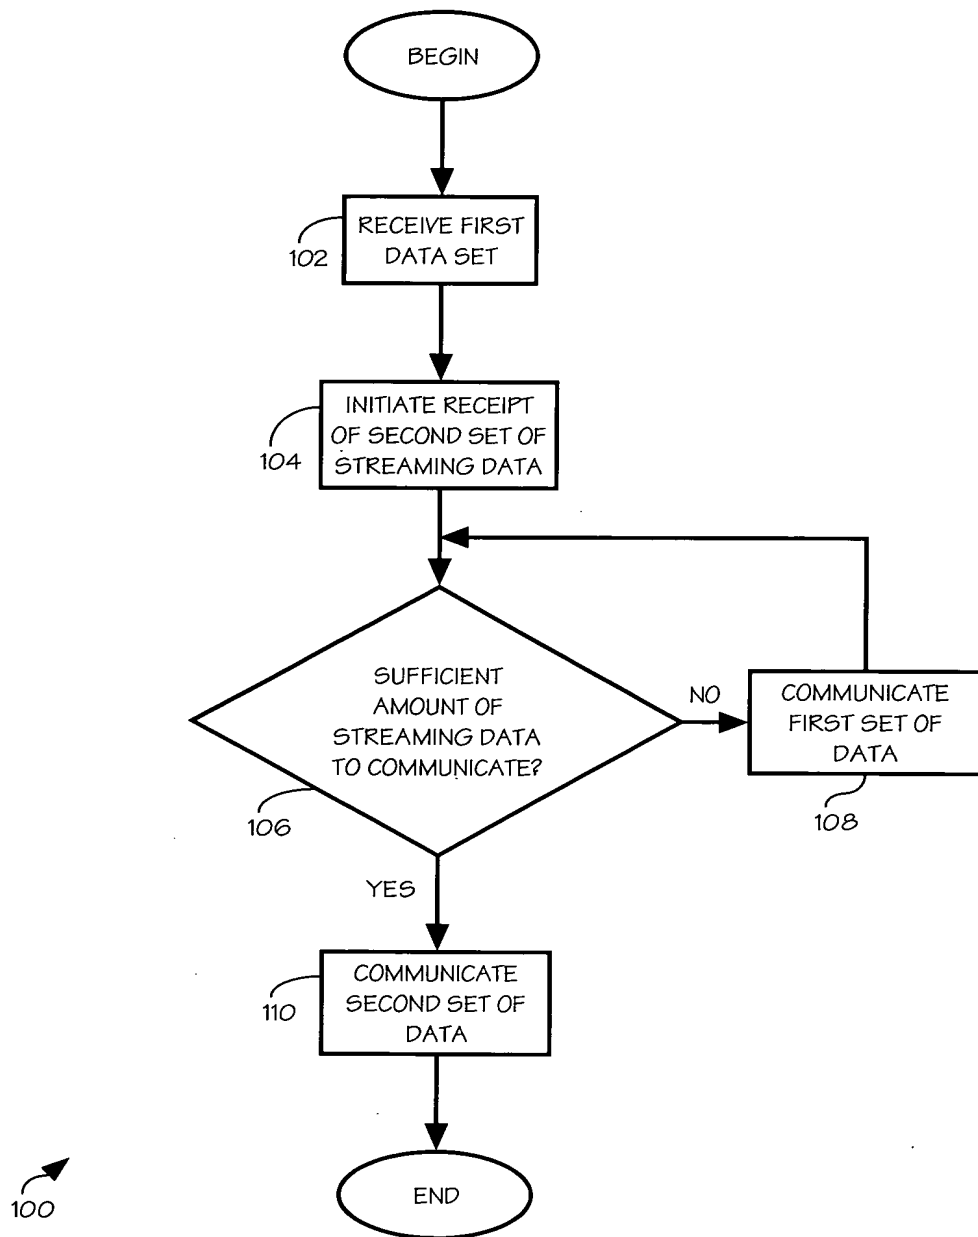 BEGIN
RECEIVE FIRST
DATA SET
102
INITIATE RECEIPT
OF SECOND SET OF
STREAMING DATA
104
SUFFICIENT
AMOUNT OF
STREAMING DATA
TO COMMUNICATE?
106
NO
COMMUNICATE
FIRST SET OF
DATA
108
YES
COMMUNICATE
SECOND SET OF
DATA
110
END
100